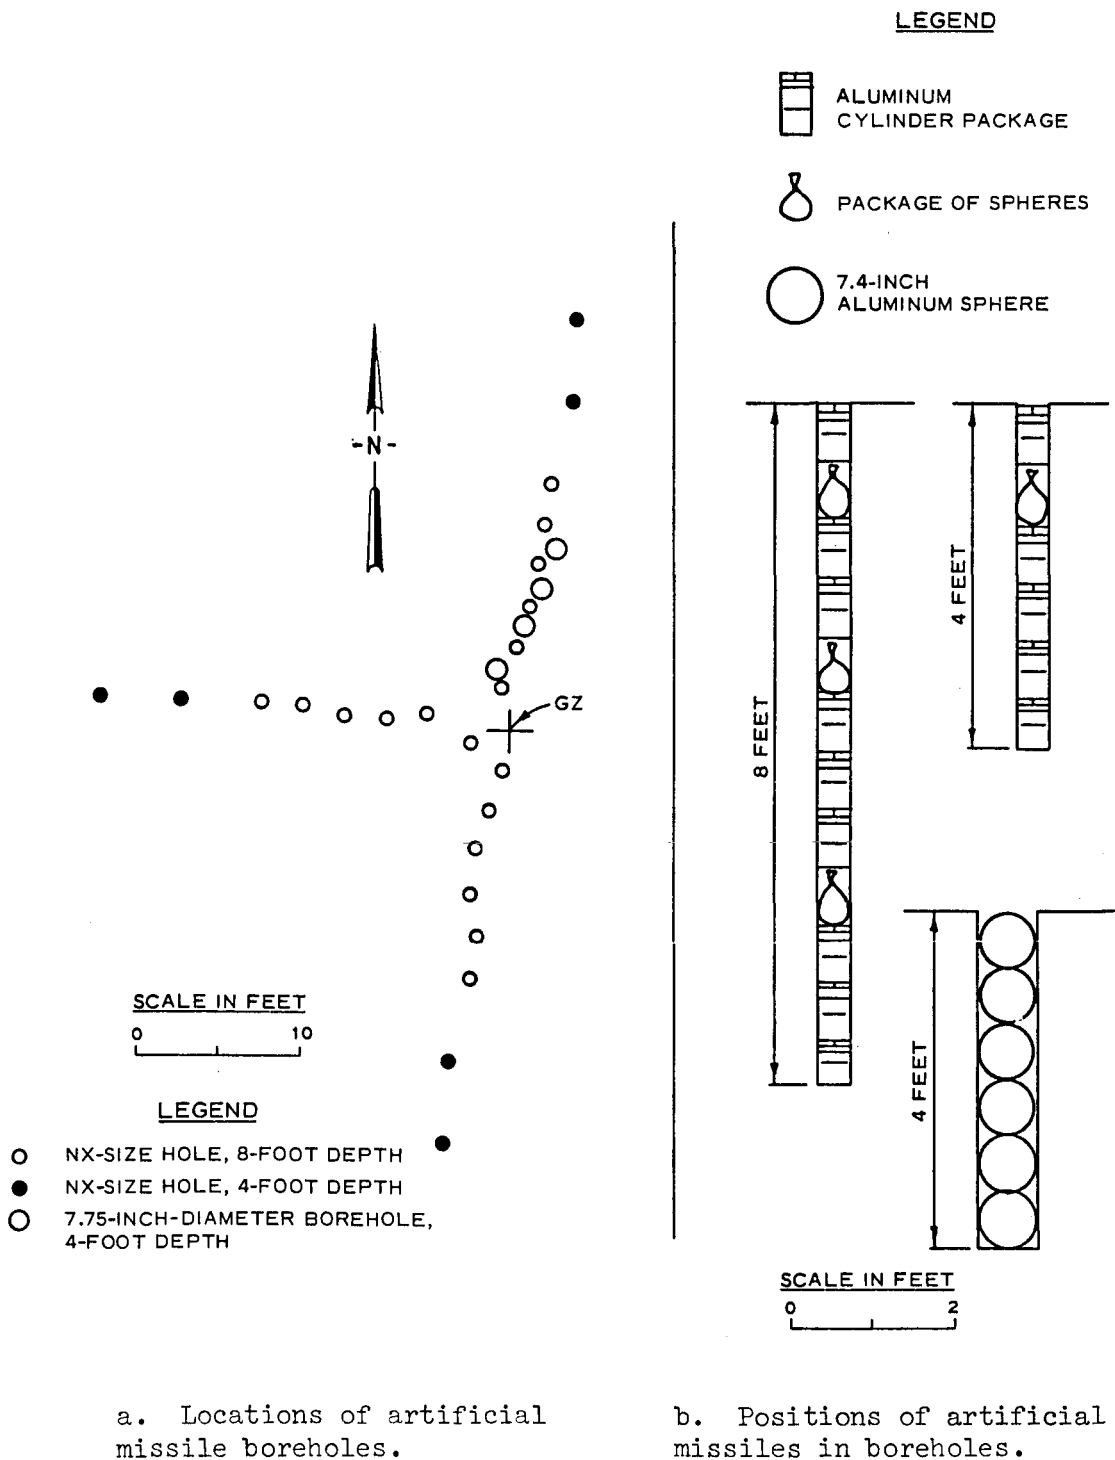 LEGEND
ALUMINUM
CYLINDER PACKAGE
PACKAGE OF SPHERES
7.4-INCH
ALUMINUM SPHERE
-N-
GZ
8 FEET
4 FEET
4 FEET
SCALE IN FEET
0 10
LEGEND
NX-SIZE HOLE, 8-FOOT DEPTH
NX-SIZE HOLE, 4-FOOT DEPTH
7.75-INCH-DIAMETER BOREHOLE,
4-FOOT DEPTH
SCALE IN FEET
0 2
a. Locations of artificial
missile boreholes.
b. Positions of artificial
missiles in boreholes.